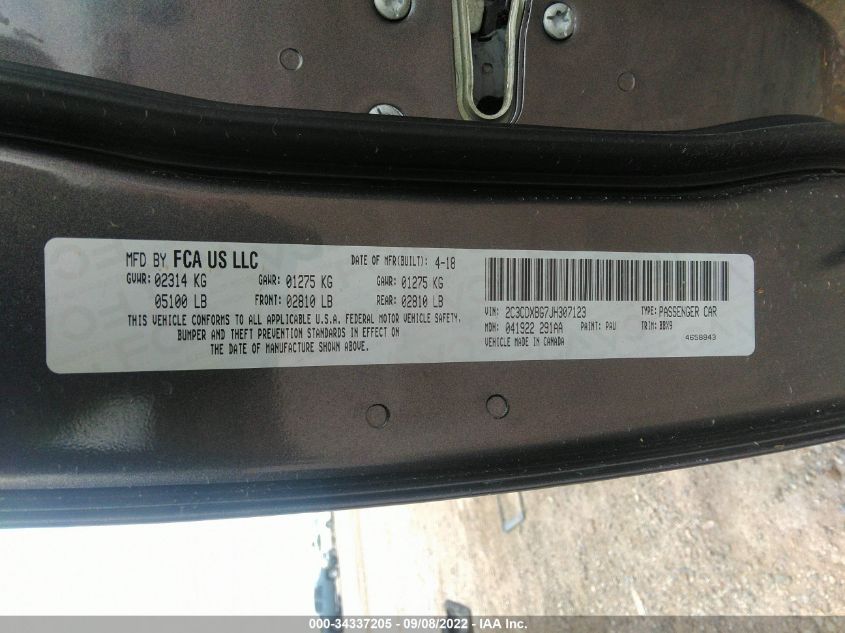 MFD BY FCA US LLC DATE OF MFR(BUILT): 4-18
GVWR: 02314 KG GAWR: 01275 KG GAWR: 01275 KG
05100 LB FRONT: 02810 LB REAR: 02810 LB
THIS VEHICLE CONFORMS TO ALL APPLICABLE U.S.A. FEDERAL MOTOR VEHICLE SAFETY,
BUMPER AND THEFT PREVENTION STANDARDS IN EFFECT ON
THE DATE OF MANUFACTURE SHOWN ABOVE.
VIN: 2C3CDXBG7JH307123 TYPE: PASSENGER CAR
MDH: 041922 291AA PAINT: PAU TRIM: BBX9
VEHICLE MADE IN CANADA 4658943
000-34337205 - 09/08/2022 - IAA Inc.